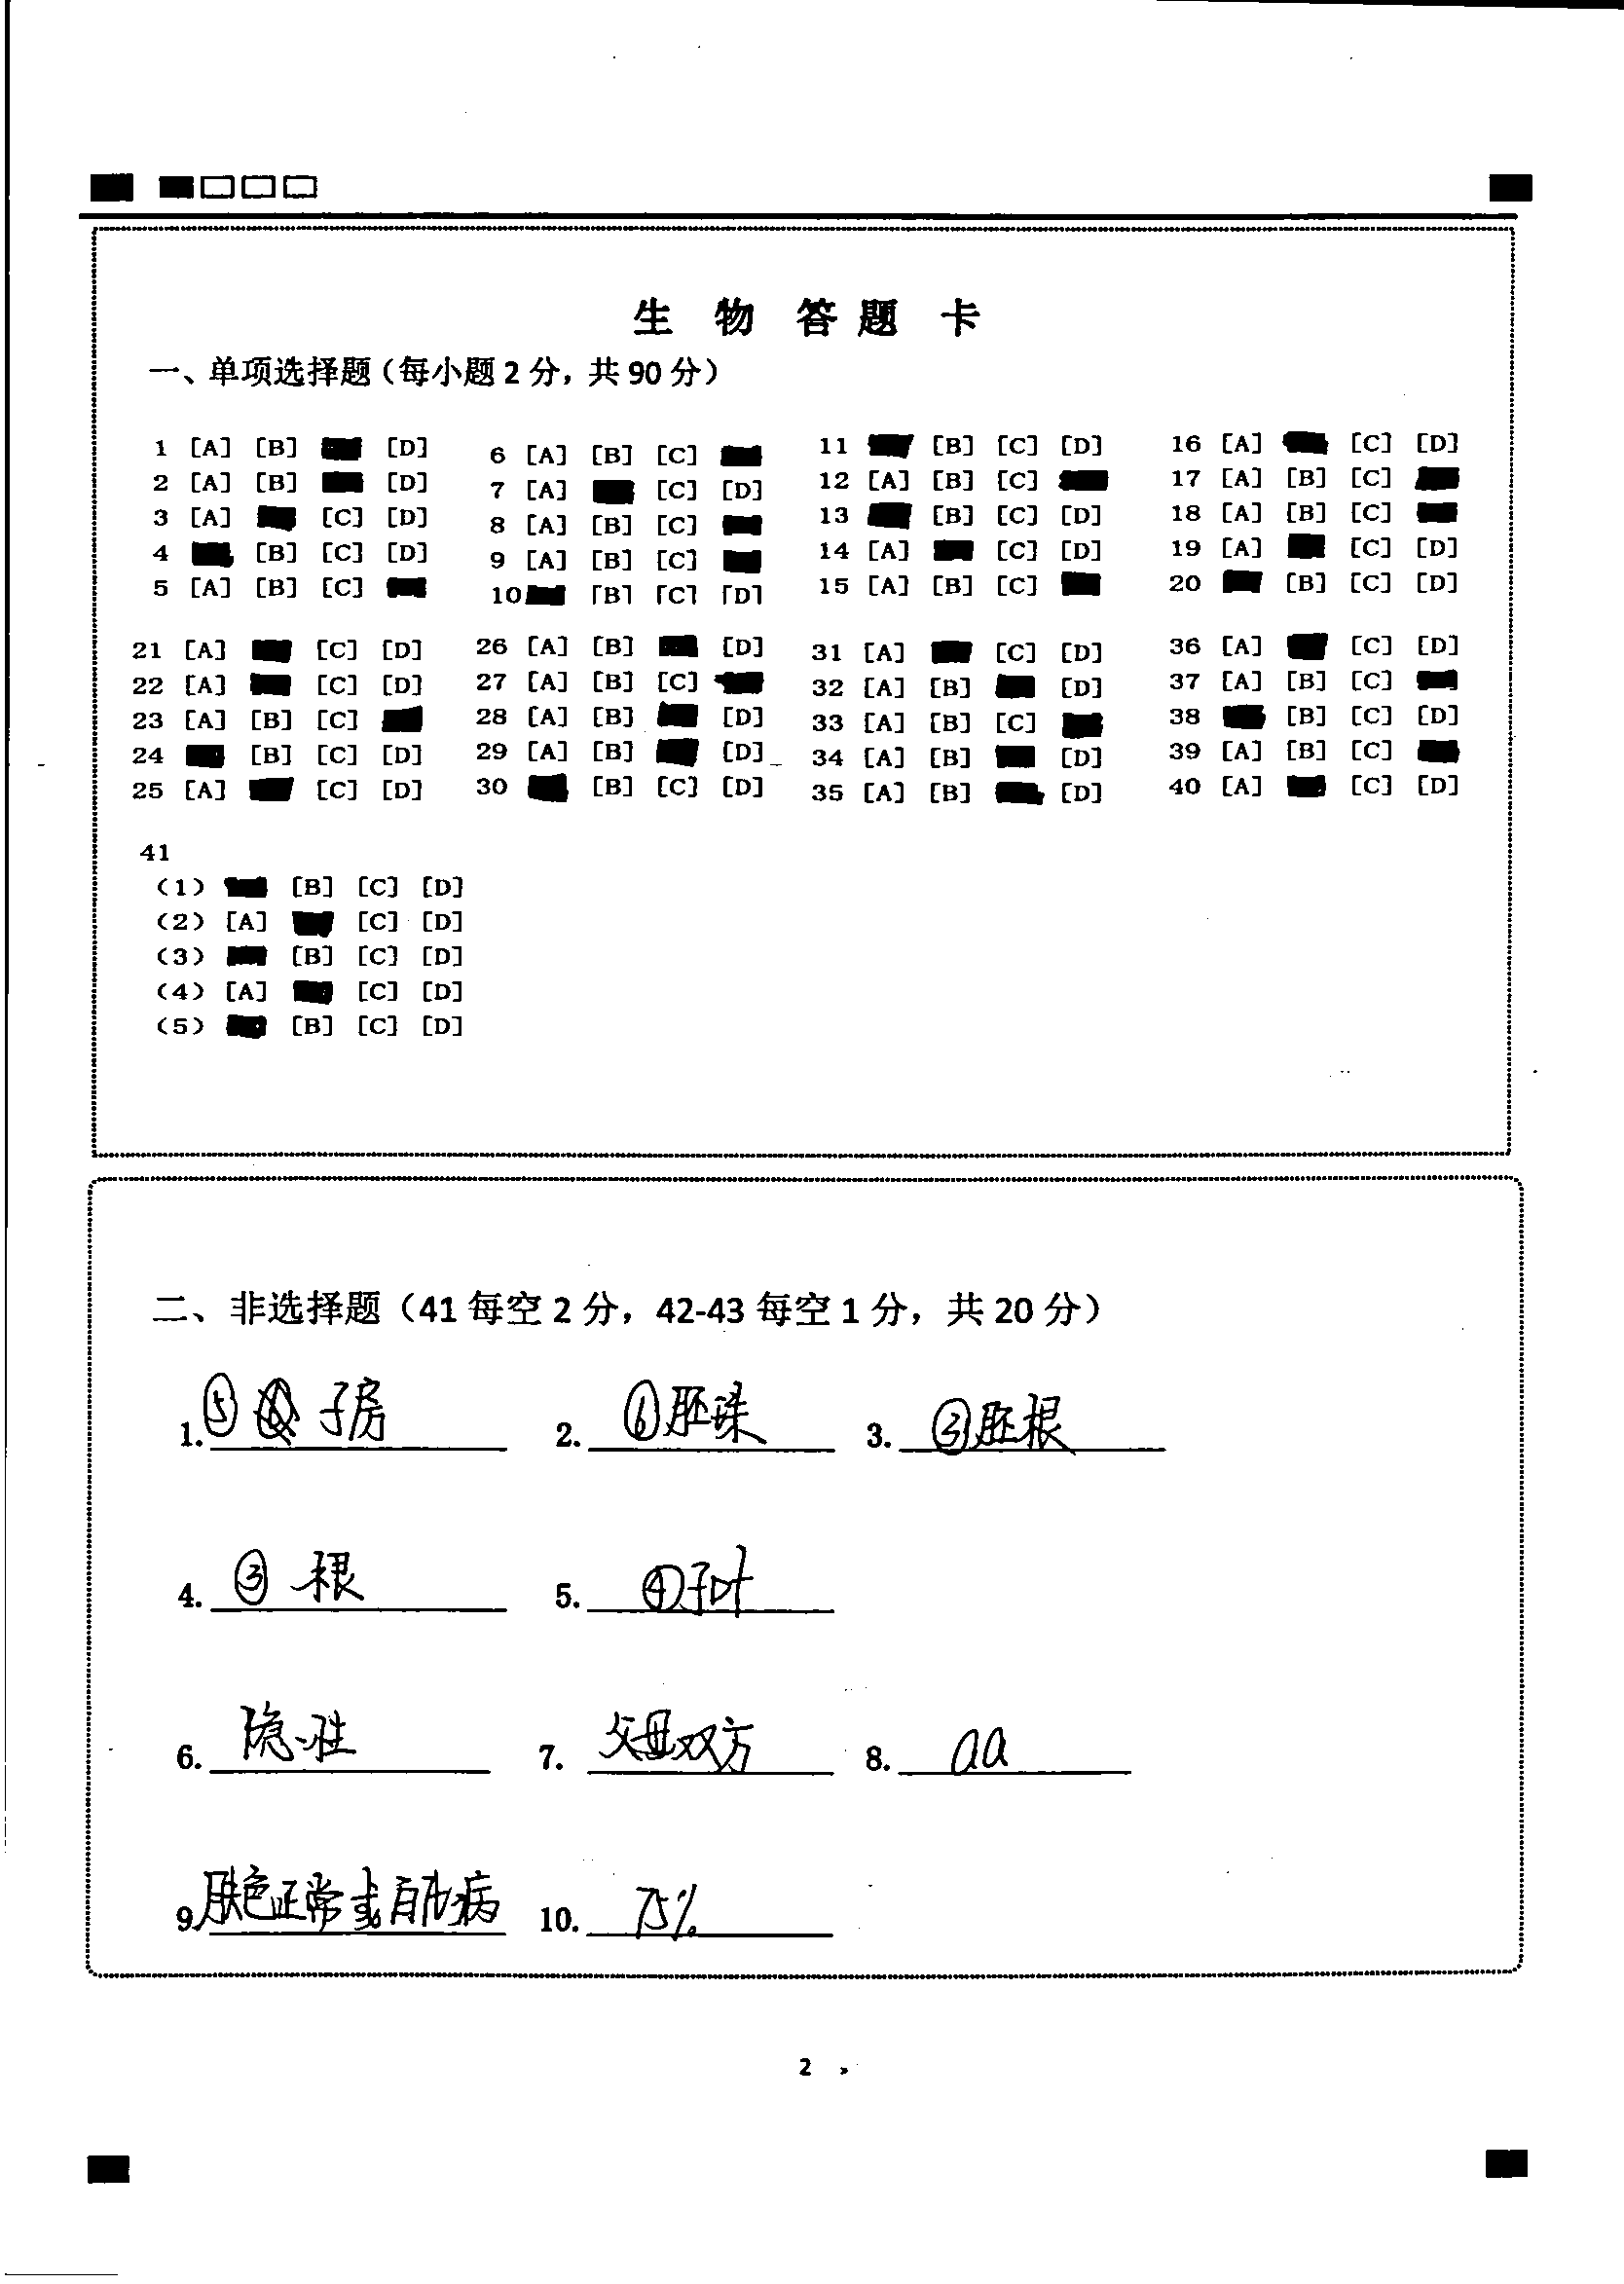 生 物 答 题 卡
一、单项选择题（每小题 2 分，共 90 分）
1 [A] [B] [D] 6 [A] [B] [C] 11 [B] [C] [D] 16 [A] [C] [D]
2 [A] [B] [D] 7 [A] [C] [D] 12 [A] [B] [C] 17 [A] [B] [C]
3 [A] [C] [D] 8 [A] [B] [C] 13 [B] [C] [D] 18 [A] [B] [C]
4 [B] [C] [D] 9 [A] [B] [C] 14 [A] [C] [D] 19 [A] [C] [D]
5 [A] [B] [C] 10 [B] [C] [D] 15 [A] [B] [C] 20 [B] [C] [D]
21 [A] [C] [D] 26 [A] [B] [D] 31 [A] [C] [D] 36 [A] [C] [D]
22 [A] [C] [D] 27 [A] [B] [C] 32 [A] [B] [D] 37 [A] [B] [C]
23 [A] [B] [C] 28 [A] [B] [D] 33 [A] [B] [C] 38 [B] [C] [D]
24 [B] [C] [D] 29 [A] [B] [D] 34 [A] [B] [D] 39 [A] [B] [C]
25 [A] [C] [D] 30 [B] [C] [D] 35 [A] [B] [D] 40 [A] [C] [D]
41
(1) [B] [C] [D]
(2) [A] [C] [D]
(3) [B] [C] [D]
(4) [A] [C] [D]
(5) [B] [C] [D]
二、非选择题（41 每空 2 分，42-43 每空 1 分，共 20 分）
1. ⑤ 子房 2. ⑥胚珠 3. ③胚根
4. ③ 根 5. ④子叶
6. 隐性 7. 父母双方 8. aa
9. 肤色正常或白化病 10. 75%
2